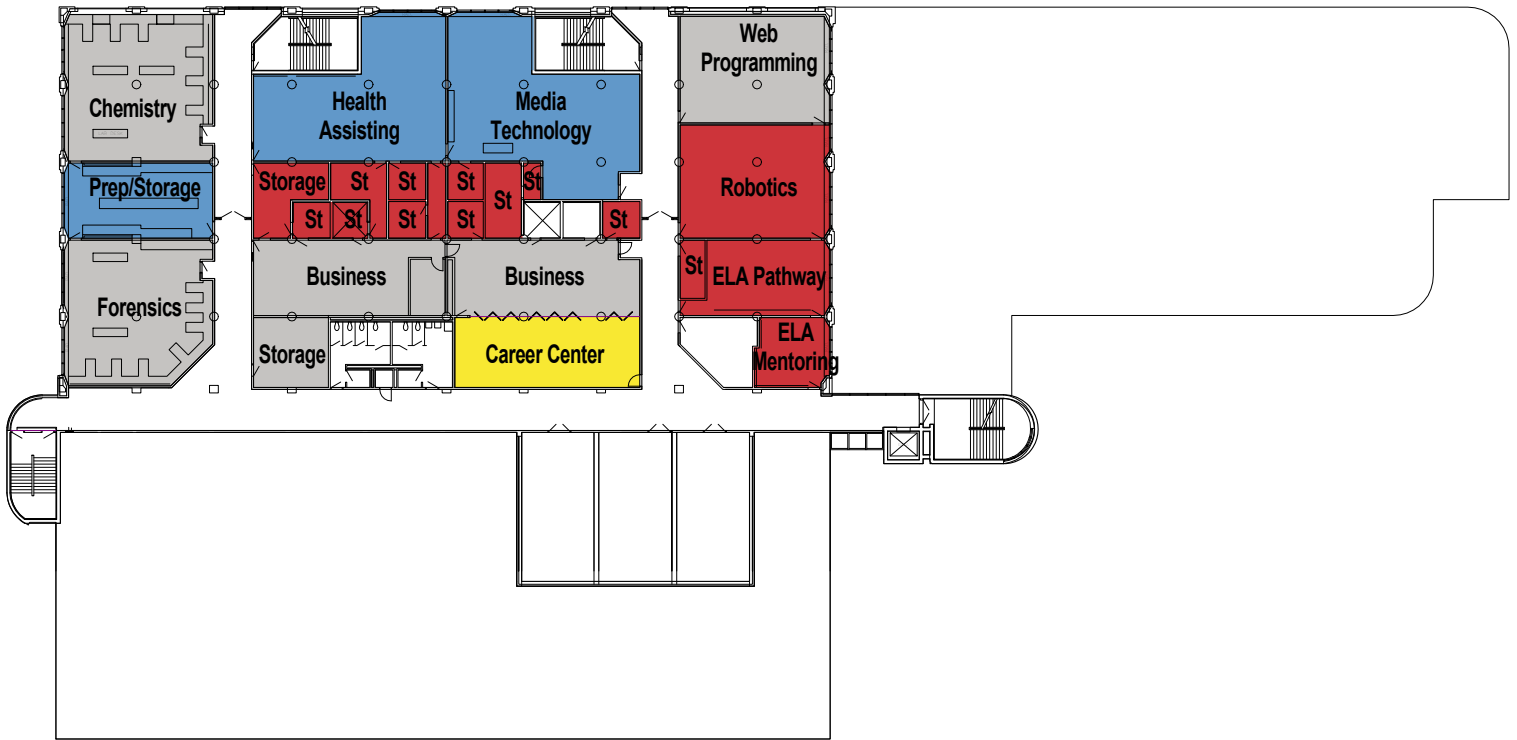 Web
Programming
Chemistry
Health
Assisting
Media
Technology
Prep/Storage
Storage
St
St
St
St
St
Robotics
St
St
St
St
St
Forensics
Business
Business
St
ELA Pathway
Storage
Career Center
ELA
Mentoring